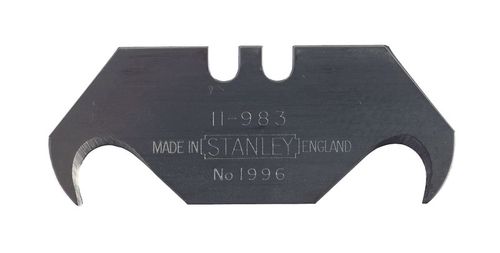 11-983
MADE IN [STANLEY] ENGLAND
No 1996